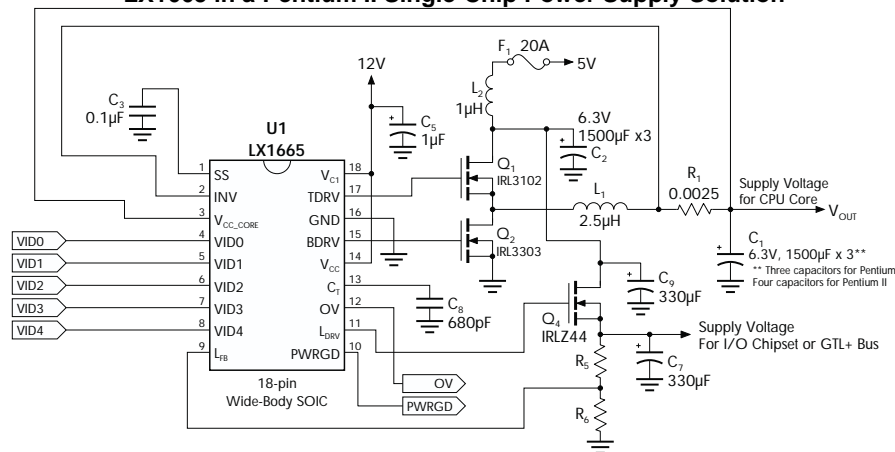 LX1665 In a Pentium II Single-Chip Power Supply Solution
F1 20A
5V
12V
L2
1µH
C3
0.1µF
C5
1µF
6.3V
1500µF x3
C2
U1
LX1665
1 SS
2 INV
3 VCC_CORE
4 VID0
5 VID1
6 VID2
7 VID3
8 VID4
9 LFB
VC1 18
TDRV 17
GND 16
BDRV 15
VCC 14
CT 13
OV 12
LDRV 11
PWRGD 10
18-pin
Wide-Body SOIC
VID0
VID1
VID2
VID3
VID4
Q1
IRL3102
Q2
IRL3303
L1
2.5µH
R1
0.0025
Supply Voltage
for CPU Core
VOUT
C1
6.3V, 1500µF x 3**
** Three capacitors for Pentium
Four capacitors for Pentium II
C8
680pF
C9
330µF
Q4
IRLZ44
Supply Voltage
For I/O Chipset or GTL+ Bus
R5
C7
330µF
R6
OV
PWRGD